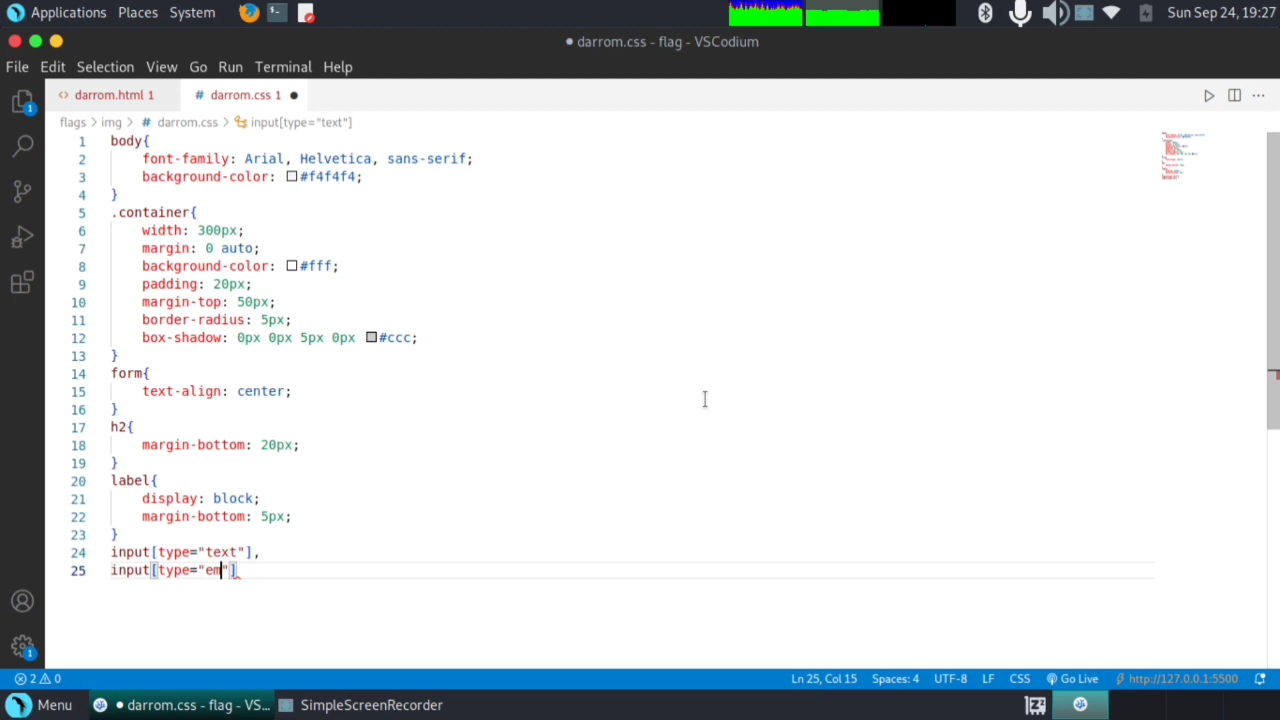 Applications Places System Sun Sep 24, 19:27
darrom.css - flag - VSCodium
File Edit Selection View Go Run Terminal Help
darrom.html 1 # darrom.css 1
flags > img > # darrom.css > input[type="text"]
1 body{
2 font-family: Arial, Helvetica, sans-serif;
3 background-color: #f4f4f4;
4 }
5 .container{
6 width: 300px;
7 margin: 0 auto;
8 background-color: #fff;
9 padding: 20px;
10 margin-top: 50px;
11 border-radius: 5px;
12 box-shadow: 0px 0px 5px 0px #ccc;
13 }
14 form{
15 text-align: center;
16 }
17 h2{
18 margin-bottom: 20px;
19 }
20 label{
21 display: block;
22 margin-bottom: 5px;
23 }
24 input[type="text"],
25 input[type="em"]
1
1
2 0 Ln 25, Col 15 Spaces: 4 UTF-8 LF CSS Go Live http://127.0.0.1:5500
Menu darrom.css - flag - VS... SimpleScreenRecorder